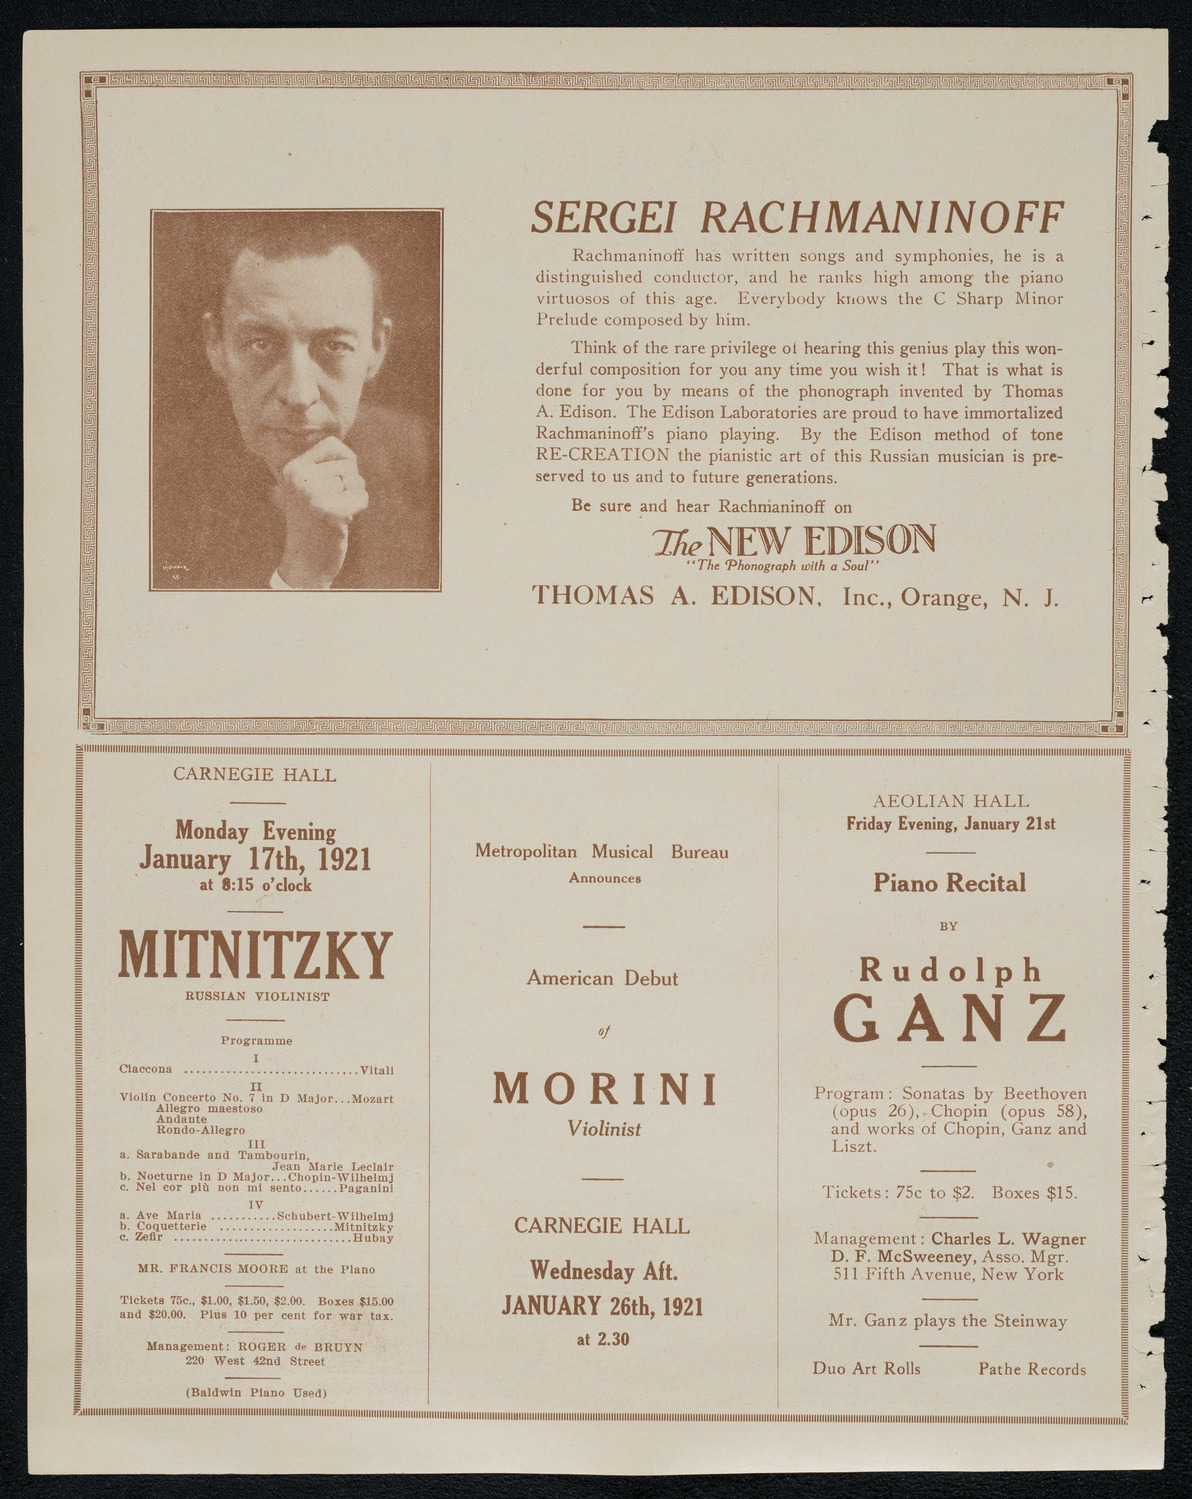 SERGEI RACHMANINOFF
Rachmaninoff has written songs and symphonies, he is a
distinguished conductor, and he ranks high among the piano
virtuosos of this age. Everybody knows the C Sharp Minor
Prelude composed by him.
Think of the rare privilege of hearing this genius play this won-
derful composition for you any time you wish it! That is what is
done for you by means of the phonograph invented by Thomas
A. Edison. The Edison Laboratories are proud to have immortalized
Rachmaninoff's piano playing. By the Edison method of tone
RE-CREATION the pianistic art of this Russian musician is pre-
served to us and to future generations.
Be sure and hear Rachmaninoff on
The NEW EDISON
"The Phonograph with a Soul"
THOMAS A. EDISON, Inc., Orange, N. J.
CARNEGIE HALL
Monday Evening
January 17th, 1921
at 8:15 o'clock
MITNITZKY
RUSSIAN VIOLINIST
Programme
I
Ciaccona ............................Vitali
II
Violin Concerto No. 7 in D Major...Mozart
Allegro maestoso
Andante
Rondo-Allegro
III
a. Sarabande and Tambourin,
Jean Marie Leclair
b. Nocturne in D Major...Chopin-Wilhelmj
c. Nel cor più non mi sento......Paganini
IV
a. Ave Maria ...........Schubert-Wilhelmj
b. Coquetterie ...................Mitnitzky
c. Zefir .............................Hubay
MR. FRANCIS MOORE at the Piano
Tickets 75c., $1.00, $1.50, $2.00. Boxes $15.00
and $20.00. Plus 10 per cent for war tax.
Management: ROGER de BRUYN
220 West 42nd Street
(Baldwin Piano Used)
Metropolitan Musical Bureau
Announces
American Debut
of
MORINI
Violinist
CARNEGIE HALL
Wednesday Aft.
JANUARY 26th, 1921
at 2.30
AEOLIAN HALL
Friday Evening, January 21st
Piano Recital
BY
Rudolph
GANZ
Program: Sonatas by Beethoven
(opus 26), Chopin (opus 58),
and works of Chopin, Ganz and
Liszt.
Tickets: 75c to $2. Boxes $15.
Management: Charles L. Wagner
D. F. McSweeney, Asso. Mgr.
511 Fifth Avenue, New York
Mr. Ganz plays the Steinway
Duo Art Rolls Pathe Records